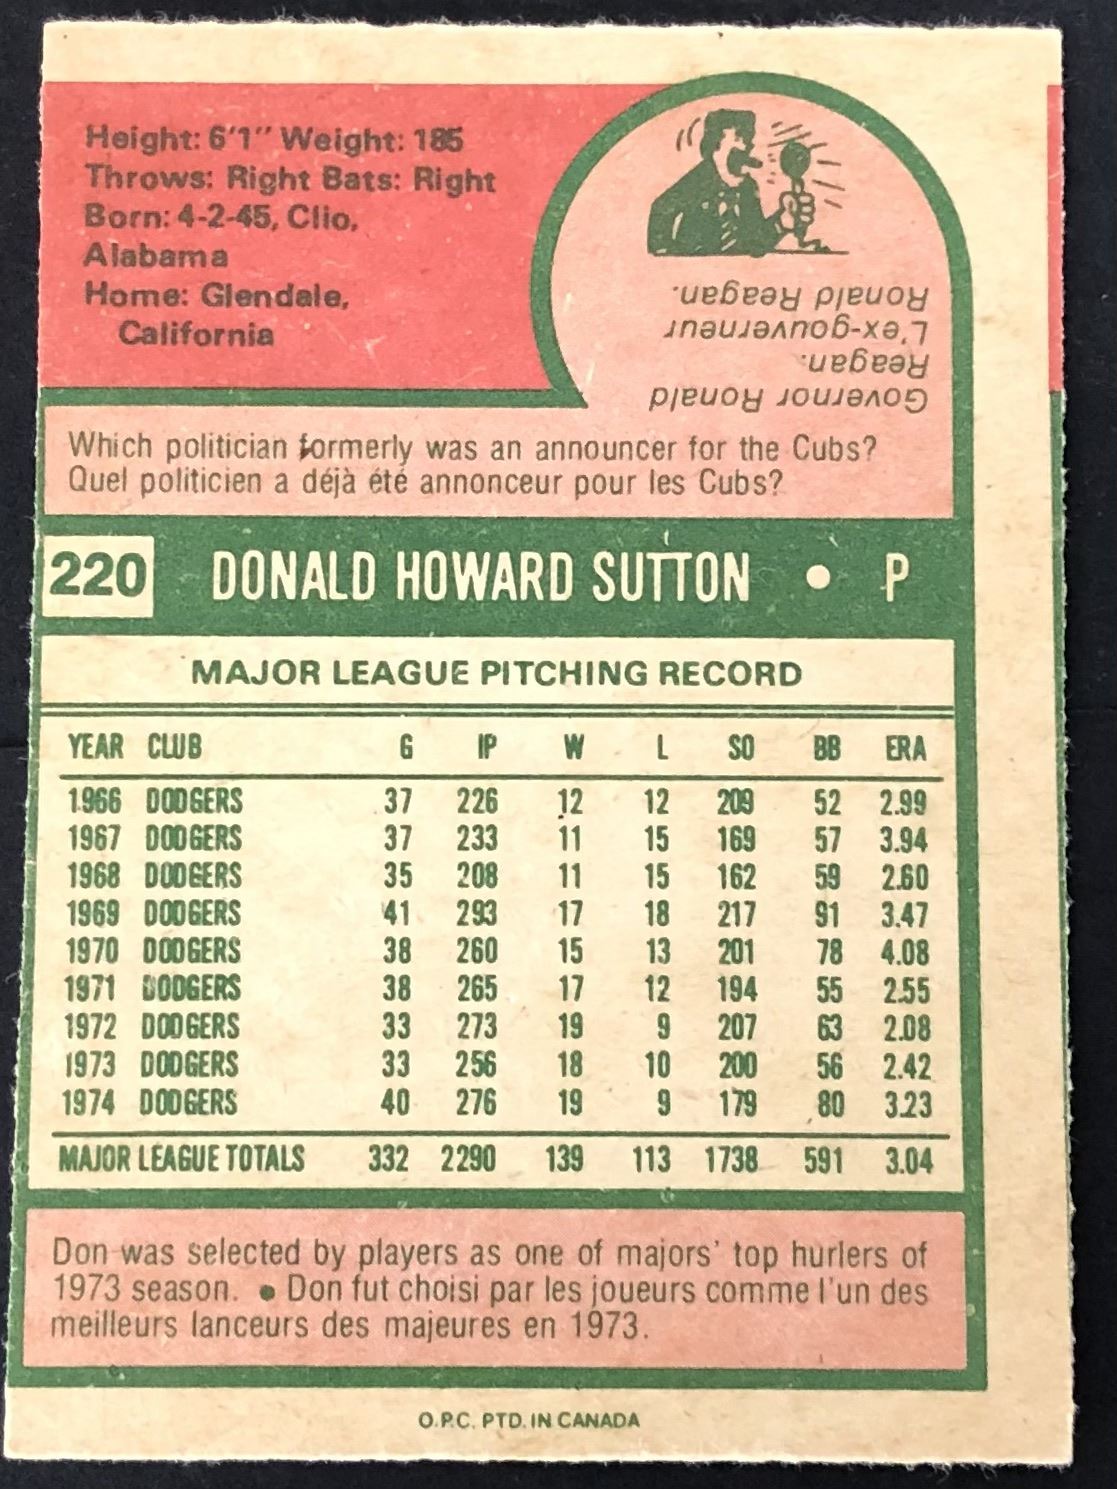 Height: 6'1" Weight: 185
Throws: Right Bats: Right
Born: 4-2-45, Clio,
Alabama
Home: Glendale,
California
Which politician formerly was an announcer for the Cubs?
Quel politicien a déjà été annonceur pour les Cubs?
Governor Ronald
Reagan.
L'ex-gouverneur
Ronald Reagan.
220 DONALD HOWARD SUTTON • P
MAJOR LEAGUE PITCHING RECORD
YEAR CLUB G IP W L SO BB ERA
1966 DODGERS 37 226 12 12 209 52 2.99
1967 DODGERS 37 233 11 15 169 57 3.94
1968 DODGERS 35 208 11 15 162 59 2.60
1969 DODGERS 41 293 17 18 217 91 3.47
1970 DODGERS 38 260 15 13 201 78 4.08
1971 DODGERS 38 265 17 12 194 55 2.55
1972 DODGERS 33 273 19 9 207 63 2.08
1973 DODGERS 33 256 18 10 200 56 2.42
1974 DODGERS 40 276 19 9 179 80 3.23
MAJOR LEAGUE TOTALS 332 2290 139 113 1738 591 3.04
Don was selected by players as one of majors' top hurlers of
1973 season. • Don fut choisi par les joueurs comme l'un des
meilleurs lanceurs des majeures en 1973.
O.P.C. PTD. IN CANADA